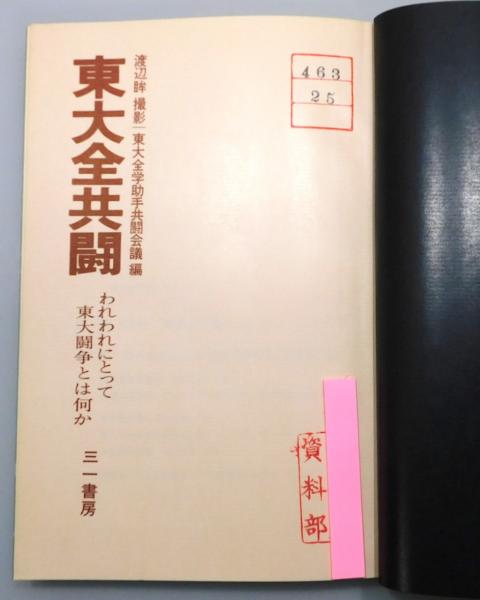 463
25
渡辺眸 撮影｜東大全学助手共闘会議 編
東大全共闘
われわれにとって
東大闘争とは何か
三一書房
資料部